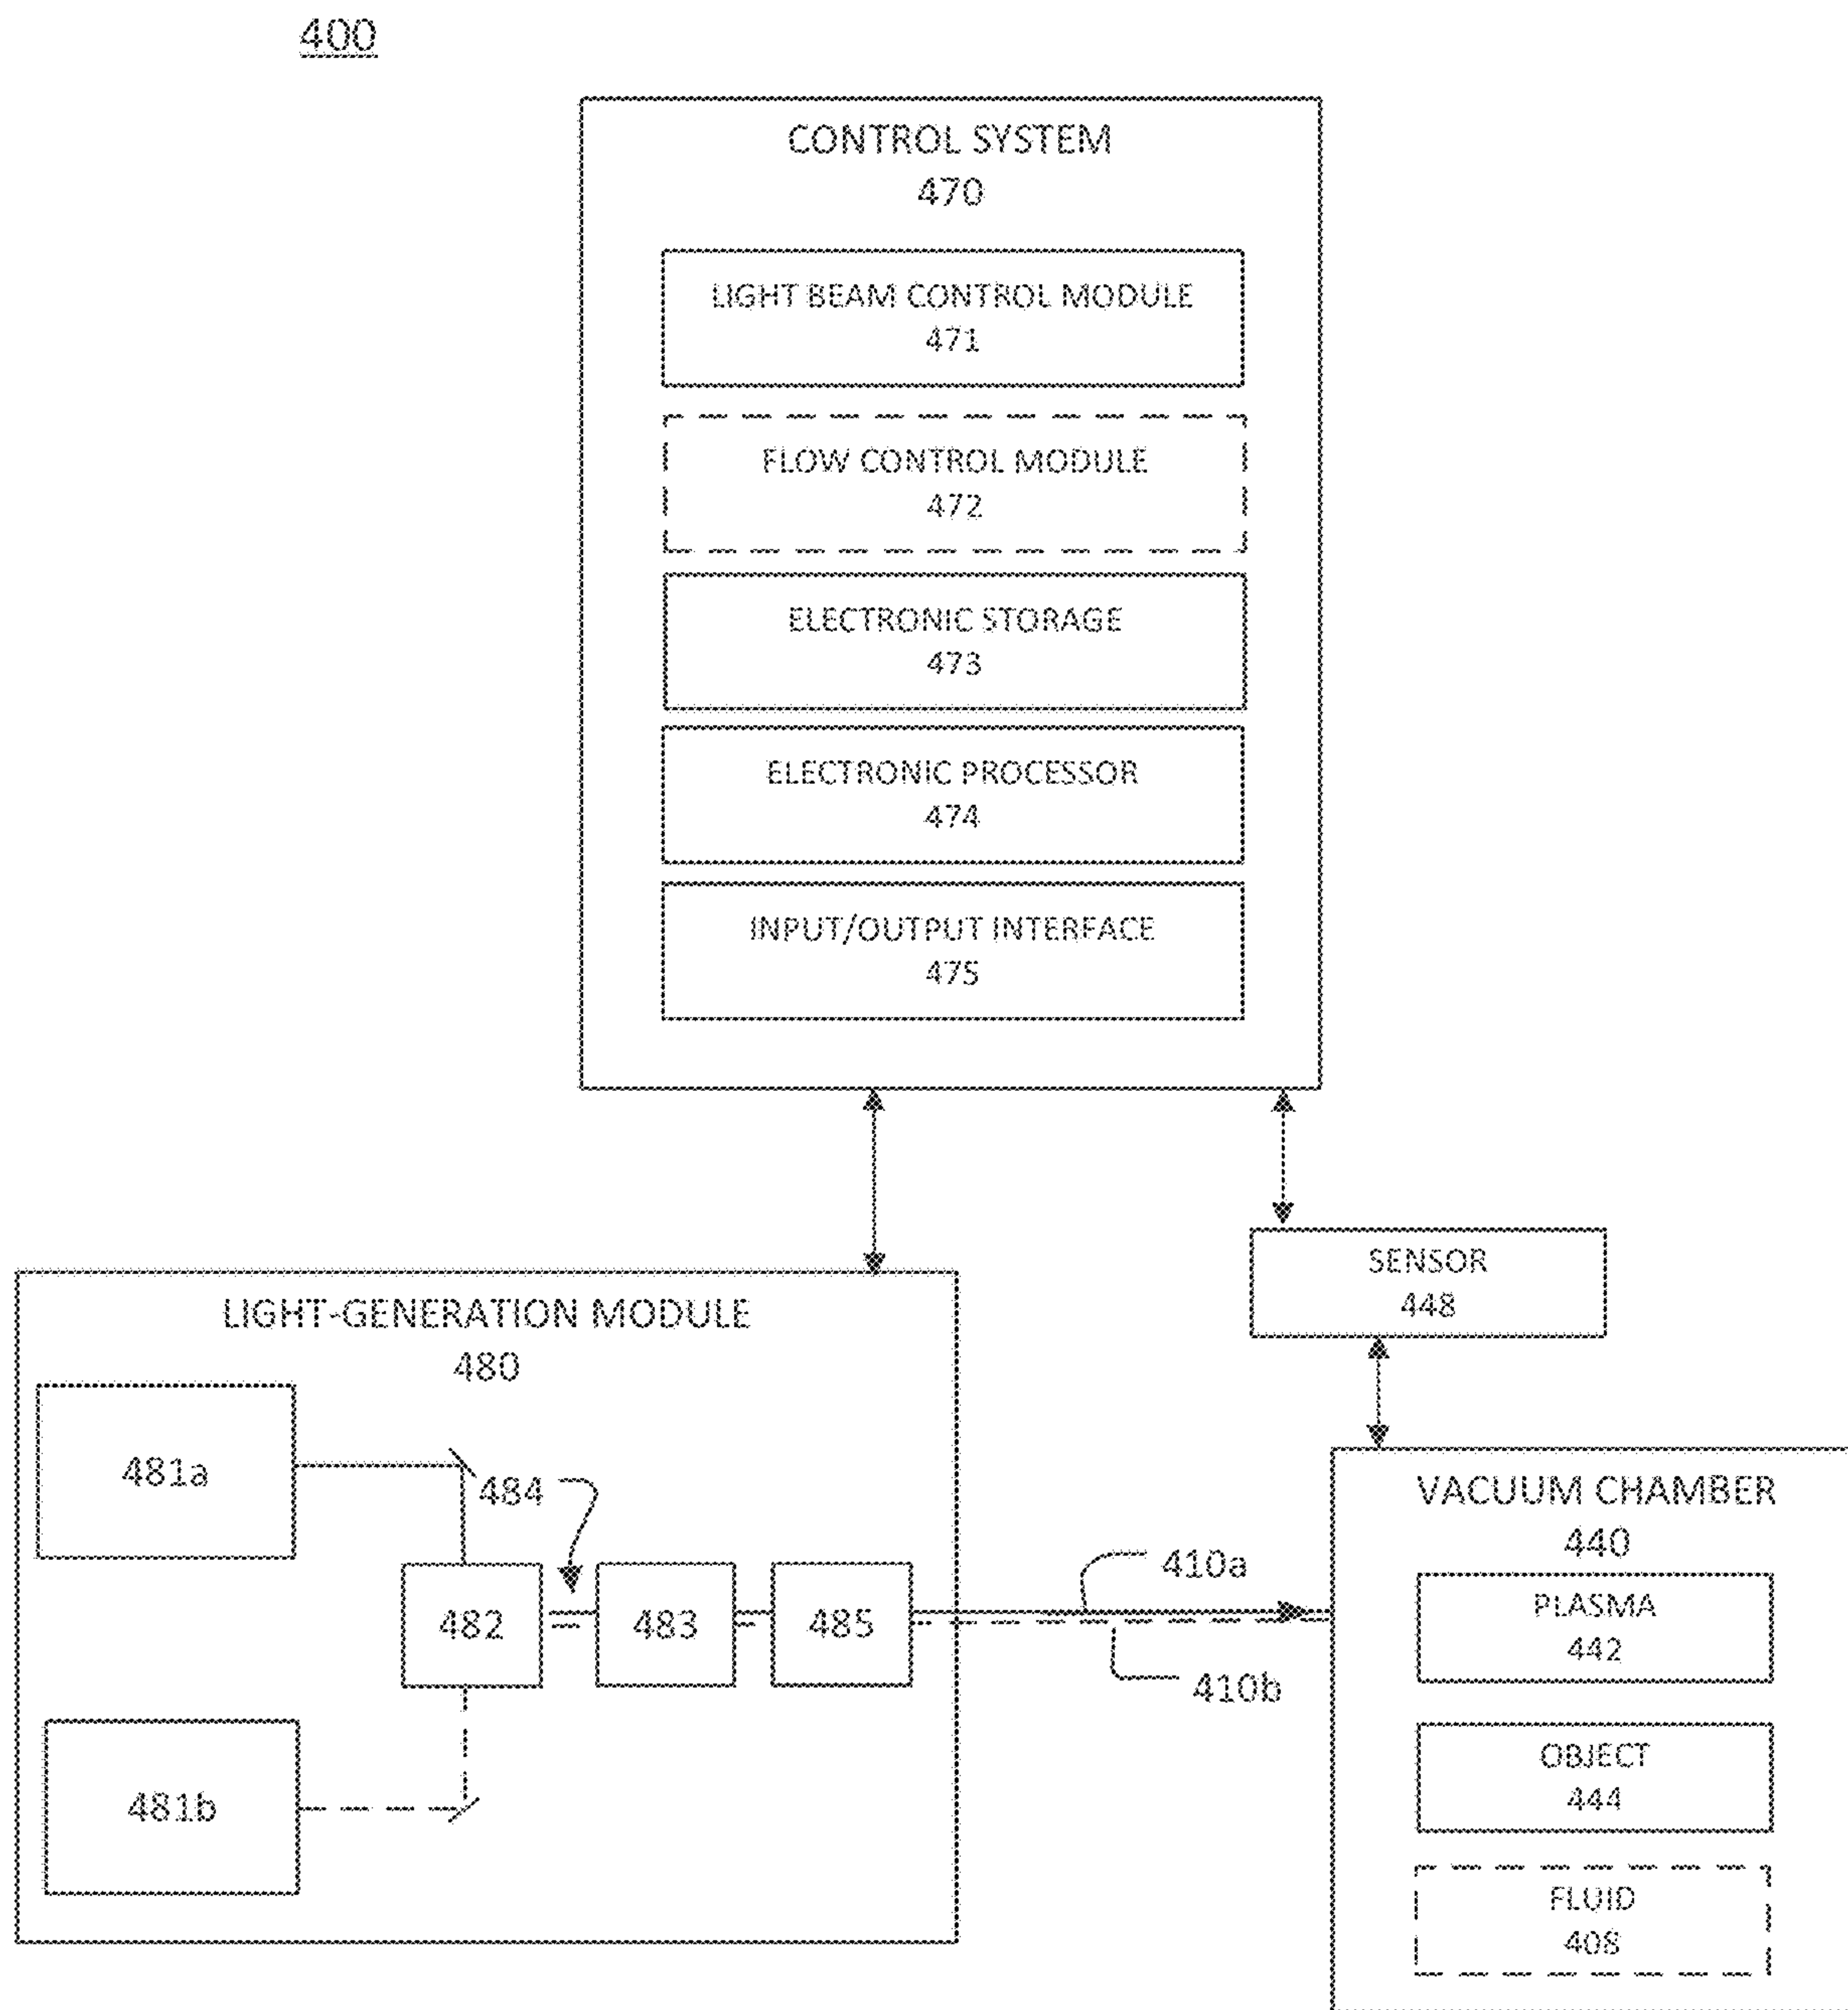 400
CONTROL SYSTEM
470
LIGHT BEAM CONTROL MODULE
471
FLOW CONTROL MODULE
472
ELECTRONIC STORAGE
473
ELECTRONIC PROCESSOR
474
INPUT/OUTPUT INTERFACE
475
SENSOR
448
LIGHT-GENERATION MODULE
480
481a
484
482
483
485
481b
410a
410b
VACUUM CHAMBER
440
PLASMA
442
OBJECT
444
FLUID
408